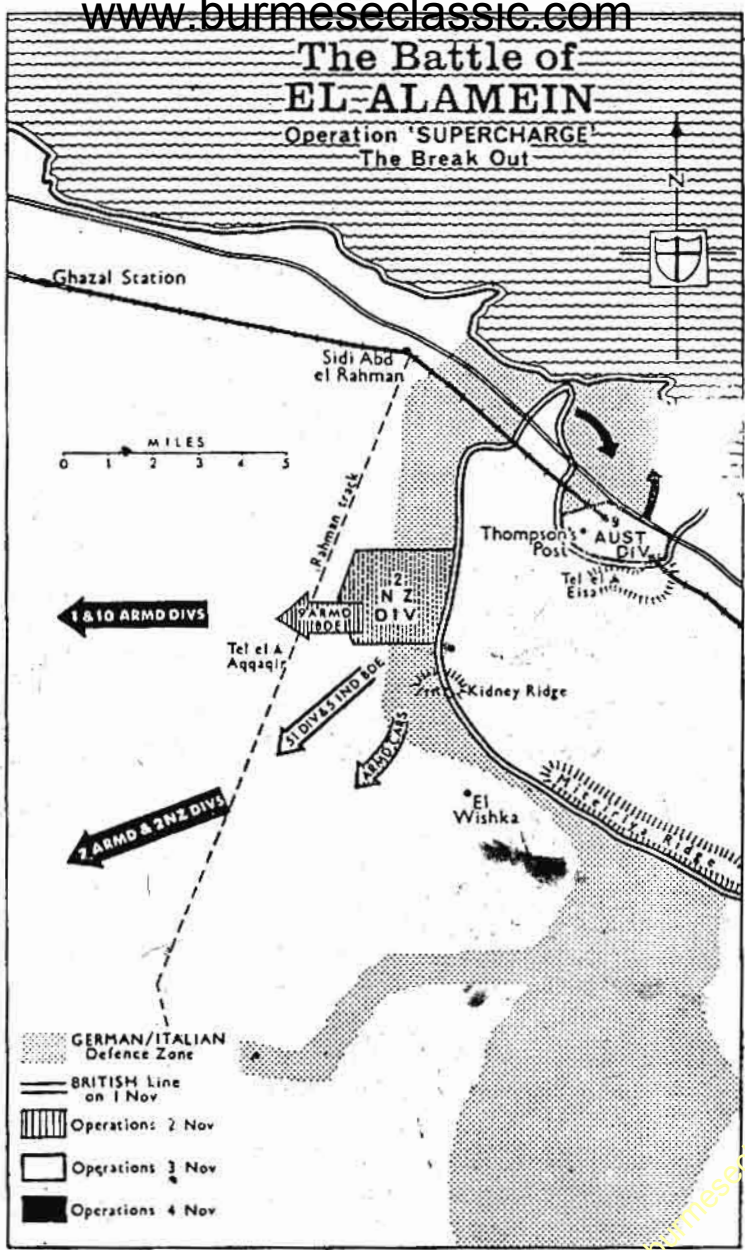 www.burmeseclassic.com
The Battle of
EL-ALAMEIN
Operation 'SUPERCHARGE'
The Break Out
N
Ghazal Station
Sidi Abd
el Rahman
MILES
0 1 2 3 4 5
Rahman track
Thompson's
Post
9
AUST
DIV
Tel el
Eisa
2
NZ
DIV
9 ARMD
BDE
1 & 10 ARMD DIVS
Tel el
Aqqaqir
51 DIV & 5 IND BDE
Kidney Ridge
ARMD CARS
El
Wishka
Miteiriya Ridge
7 ARMD & 2NZ DIVS
GERMAN/ITALIAN
Defence Zone
BRITISH Line
on 1 Nov
Operations 2 Nov
Operations 3 Nov
Operations 4 Nov